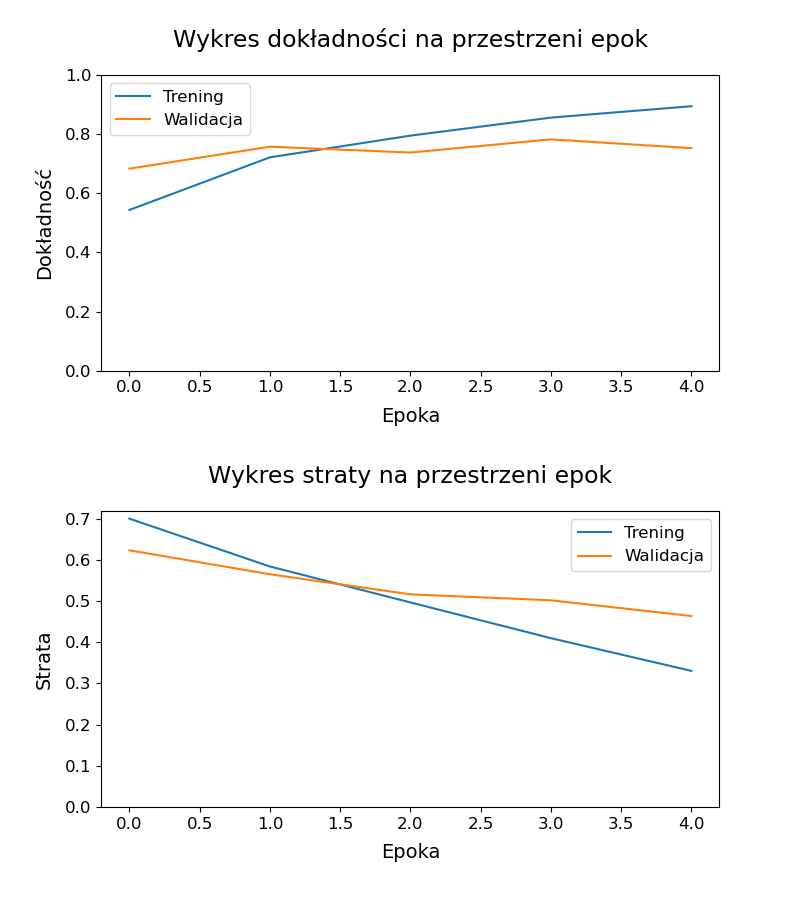 Wykres dokładności na przestrzeni epok
1.0
0.8
0.6
0.4
0.2
0.0
Dokładność
Trening
Walidacja
0.0 0.5 1.0 1.5 2.0 2.5 3.0 3.5 4.0
Epoka
Wykres straty na przestrzeni epok
0.7
0.6
0.5
0.4
0.3
0.2
0.1
0.0
Strata
Trening
Walidacja
0.0 0.5 1.0 1.5 2.0 2.5 3.0 3.5 4.0
Epoka